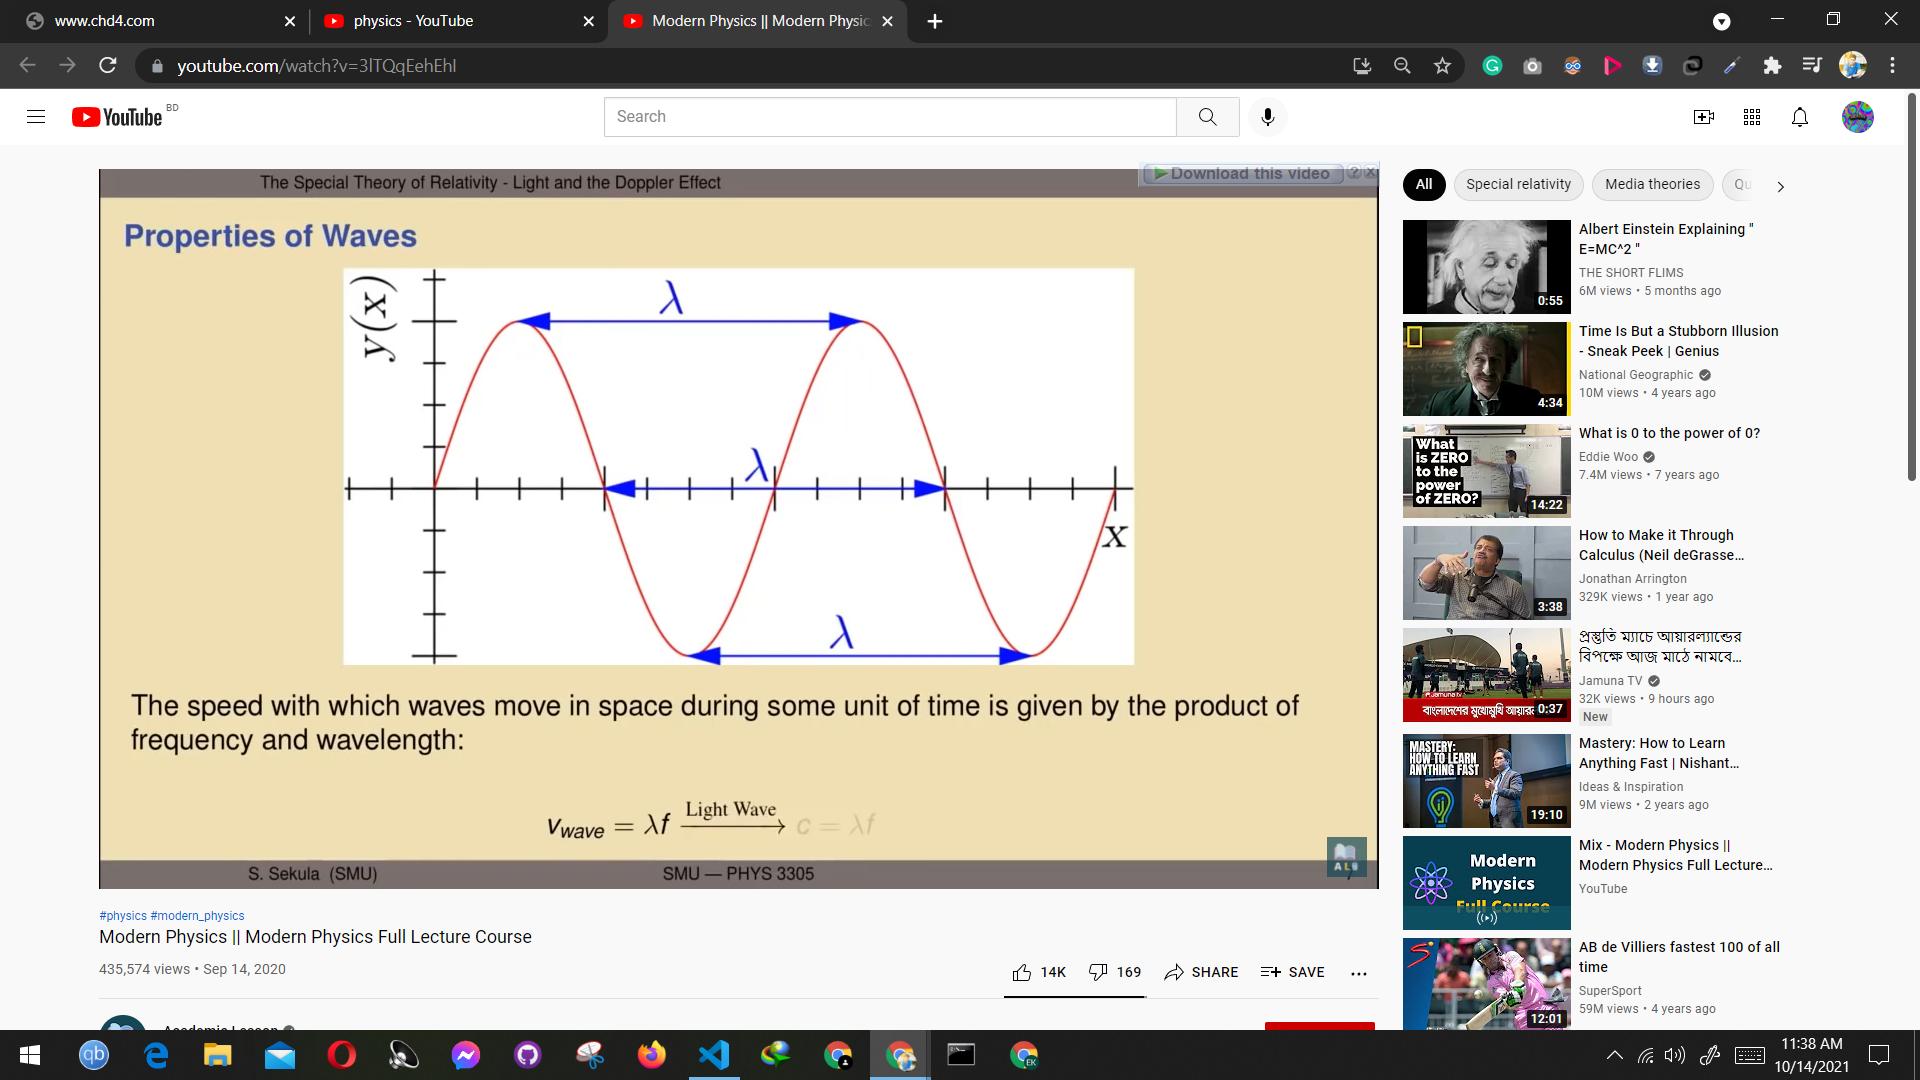 www.chd4.com
physics - YouTube
Modern Physics || Modern Physic
youtube.com/watch?v=3lTQqEehEhI
YouTube BD
Search
The Special Theory of Relativity - Light and the Doppler Effect
Download this video ?
Properties of Waves
y(x)
λ
λ
x
λ
The speed with which waves move in space during some unit of time is given by the product of
frequency and wavelength:
v_wave = λf —Light Wave→ c = λf
ALS
S. Sekula (SMU)
SMU — PHYS 3305
7
#physics #modern_physics
Modern Physics || Modern Physics Full Lecture Course
435,574 views • Sep 14, 2020
14K
169
SHARE
SAVE
All
Special relativity
Media theories
Qu
Albert Einstein Explaining "
E=MC^2 "
THE SHORT FLIMS
6M views • 5 months ago
0:55
Time Is But a Stubborn Illusion
- Sneak Peek | Genius
National Geographic
10M views • 4 years ago
4:34
What
is ZERO
to the
power
of ZERO?
14:22
What is 0 to the power of 0?
Eddie Woo
7.4M views • 7 years ago
How to Make it Through
Calculus (Neil deGrasse...
Jonathan Arrington
329K views • 1 year ago
3:38
প্রস্তুতি ম্যাচে আয়ারল্যান্ডের
বিপক্ষে আজ মাঠে নামবে...
Jamuna TV
32K views • 9 hours ago
New
Jamuna TV
বাংলাদেশের মুখোমুখি আয়ার
0:37
MASTERY:
HOW TO LEARN
ANYTHING FAST
19:10
Mastery: How to Learn
Anything Fast | Nishant...
Ideas & Inspiration
9M views • 2 years ago
Modern
Physics
Full Course
Mix - Modern Physics ||
Modern Physics Full Lecture...
YouTube
AB de Villiers fastest 100 of all
time
SuperSport
59M views • 4 years ago
12:01
qb
EK
11:38 AM
10/14/2021